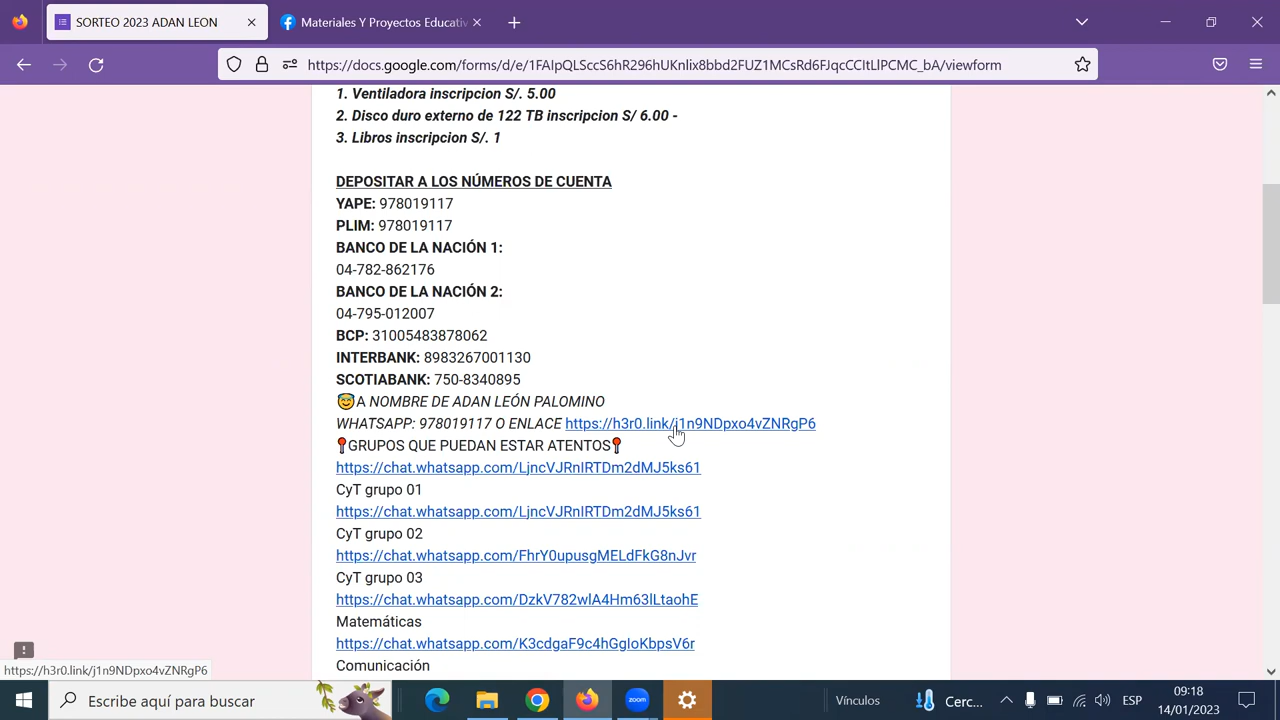 SORTEO 2023 ADAN LEON
Materiales Y Proyectos Educativ
https://docs.google.com/forms/d/e/1FAIpQLSccS6hR296hUKnlix8bbd2FUZ1MCsRd6FJqcCCItLlPCMC_bA/viewform
1. Ventiladora inscripcion S/. 5.00
2. Disco duro externo de 122 TB inscripcion S/ 6.00 -
3. Libros inscripcion S/. 1
DEPOSITAR A LOS NÚMEROS DE CUENTA
YAPE: 978019117
PLIM: 978019117
BANCO DE LA NACIÓN 1:
04-782-862176
BANCO DE LA NACIÓN 2:
04-795-012007
BCP: 31005483878062
INTERBANK: 8983267001130
SCOTIABANK: 750-8340895
😇A NOMBRE DE ADAN LEÓN PALOMINO
WHATSAPP: 978019117 O ENLACE https://h3r0.link/j1n9NDpxo4vZNRgP6
📍GRUPOS QUE PUEDAN ESTAR ATENTOS📍
https://chat.whatsapp.com/LjncVJRnIRTDm2dMJ5ks61
CyT grupo 01
https://chat.whatsapp.com/LjncVJRnIRTDm2dMJ5ks61
CyT grupo 02
https://chat.whatsapp.com/FhrY0upusgMELdFkG8nJvr
CyT grupo 03
https://chat.whatsapp.com/DzkV782wlA4Hm63lLtaohE
Matemáticas
https://chat.whatsapp.com/K3cdgaF9c4hGgIoKbpsV6r
Comunicación
https://h3r0.link/j1n9NDpxo4vZNRgP6
Escribe aquí para buscar
zoom
Vínculos
Cerc...
ESP
09:18
14/01/2023